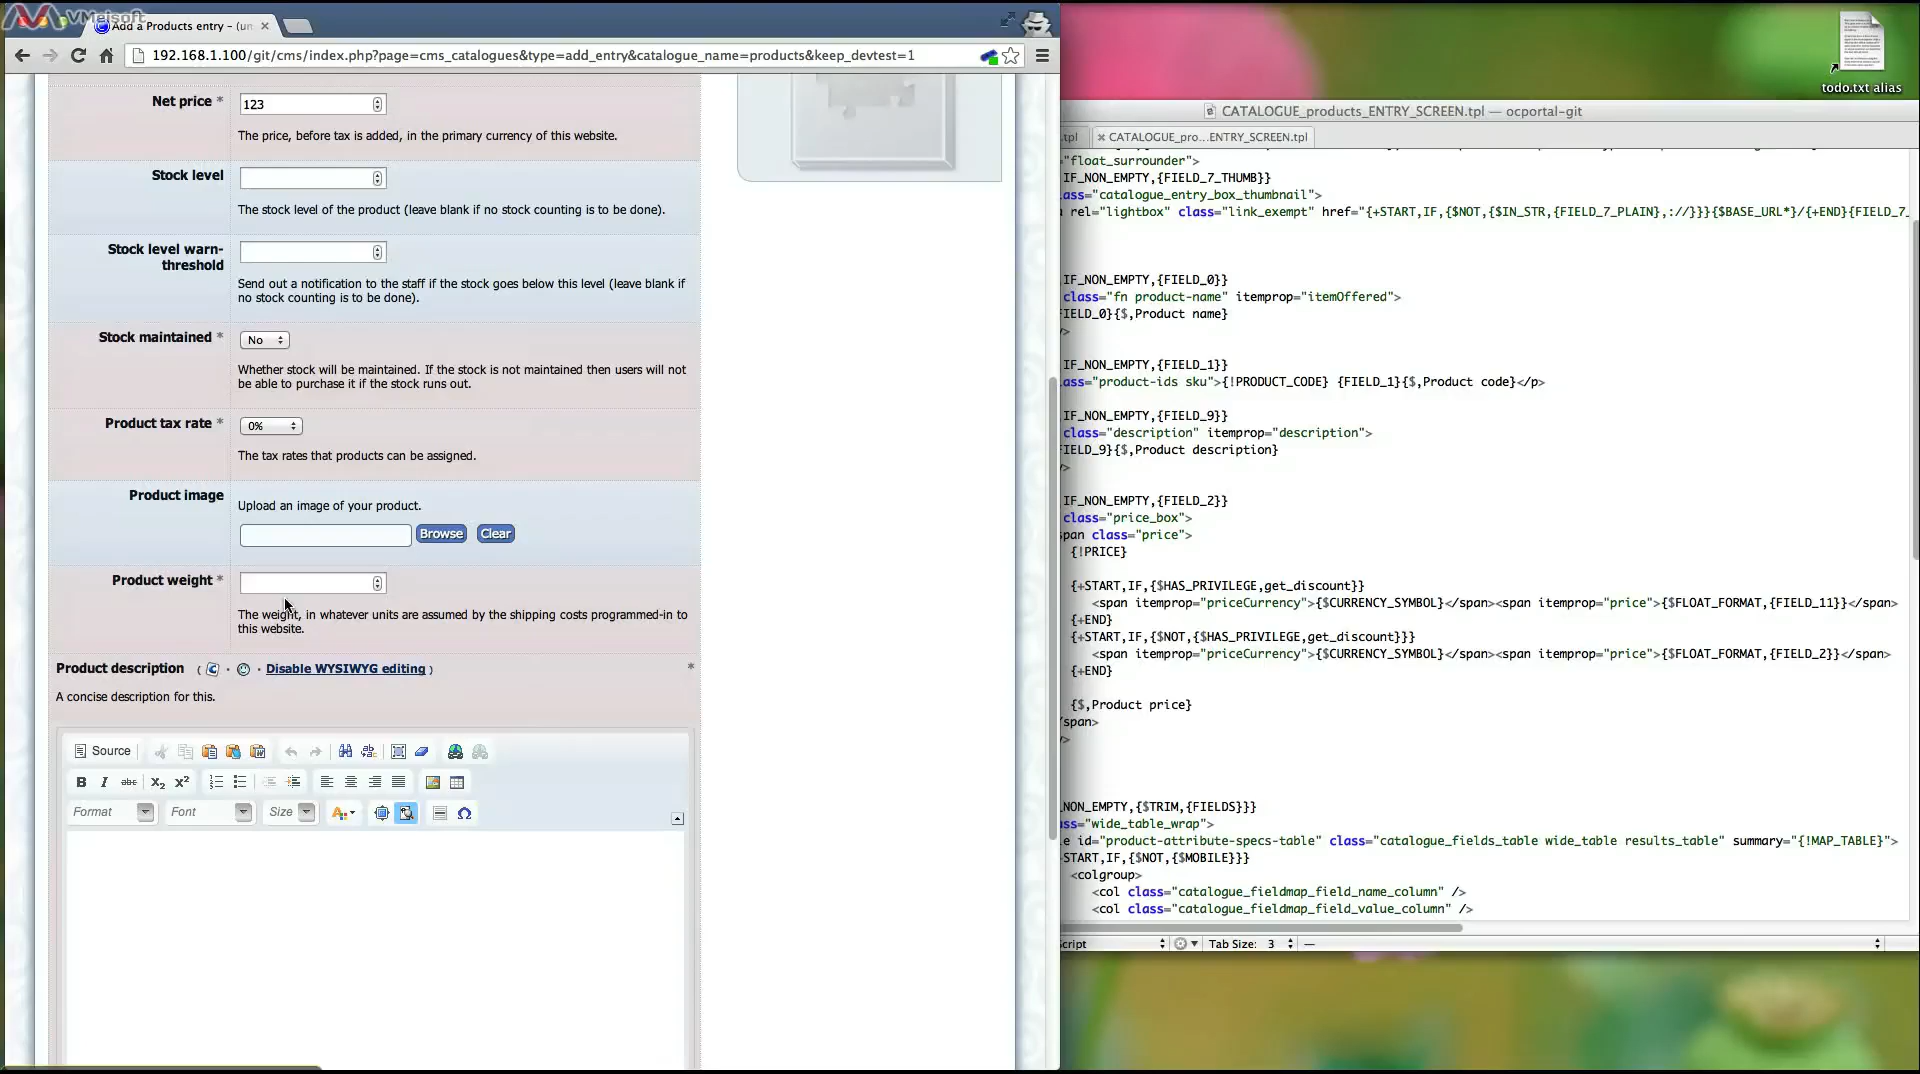 VMeisoft
Add a Products entry – (un
192.168.1.100/git/cms/index.php?page=cms_catalogues&type=add_entry&catalogue_name=products&keep_devtest=1
Net price *
123
The price, before tax is added, in the primary currency of this website.
Stock level
The stock level of the product (leave blank if no stock counting is to be done).
Stock level warn-
threshold
Send out a notification to the staff if the stock goes below this level (leave blank if
no stock counting is to be done).
Stock maintained *
No
Whether stock will be maintained. If the stock is not maintained then users will not
be able to purchase it if the stock runs out.
Product tax rate *
0%
The tax rates that products can be assigned.
Product image
Upload an image of your product.
Browse
Clear
Product weight *
The weight, in whatever units are assumed by the shipping costs programmed-in to
this website.
Product description ( · · Disable WYSIWYG editing ) *
A concise description for this.
Source
B I abc X₂ X²
Format Font Size A Ω
todo.txt alias
CATALOGUE_products_ENTRY_SCREEN.tpl — ocportal-git
.tpl × CATALOGUE_pro...ENTRY_SCREEN.tpl
="float_surrounder">
IF_NON_EMPTY,{FIELD_7_THUMB}}
ass="catalogue_entry_box_thumbnail">
rel="lightbox" class="link_exempt" href="{+START,IF,{$NOT,{$IN_STR,{FIELD_7_PLAIN},://}}}{$BASE_URL*}/{+END}{FIELD_7_
IF_NON_EMPTY,{FIELD_0}}
class="fn product-name" itemprop="itemOffered">
FIELD_0}{$,Product name}
/>
IF_NON_EMPTY,{FIELD_1}}
ass="product-ids sku">{!PRODUCT_CODE} {FIELD_1}{$,Product code}</p>
IF_NON_EMPTY,{FIELD_9}}
class="description" itemprop="description">
FIELD_9}{$,Product description}
/>
IF_NON_EMPTY,{FIELD_2}}
class="price_box">
span class="price">
{!PRICE}
{+START,IF,{$HAS_PRIVILEGE,get_discount}}
<span itemprop="priceCurrency">{$CURRENCY_SYMBOL}</span><span itemprop="price">{$FLOAT_FORMAT,{FIELD_11}}</span>
{+END}
{+START,IF,{$NOT,{$HAS_PRIVILEGE,get_discount}}}
<span itemprop="priceCurrency">{$CURRENCY_SYMBOL}</span><span itemprop="price">{$FLOAT_FORMAT,{FIELD_2}}</span>
{+END}
{$,Product price}
/span>
/>
_NON_EMPTY,{$TRIM,{FIELDS}}}
ss="wide_table_wrap">
e id="product-attribute-specs-table" class="catalogue_fields_table wide_table results_table" summary="{!MAP_TABLE}">
START,IF,{$NOT,{$MOBILE}}}
<colgroup>
<col class="catalogue_fieldmap_field_name_column" />
<col class="catalogue_fieldmap_field_value_column" />
cript Tab Size: 3 —